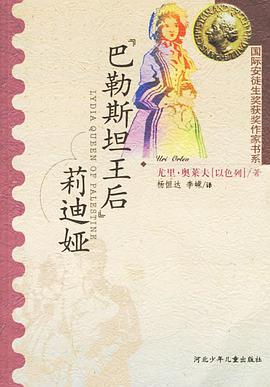 国际安徒生奖获奖作家书系
『巴勒斯坦王后』
LYDIA QUEEN OF PALESTINE
莉迪娅
Uri Orlev
尤里·奥莱夫[以色列]/著
杨恒达 李嵘/译
河北少年儿童出版社